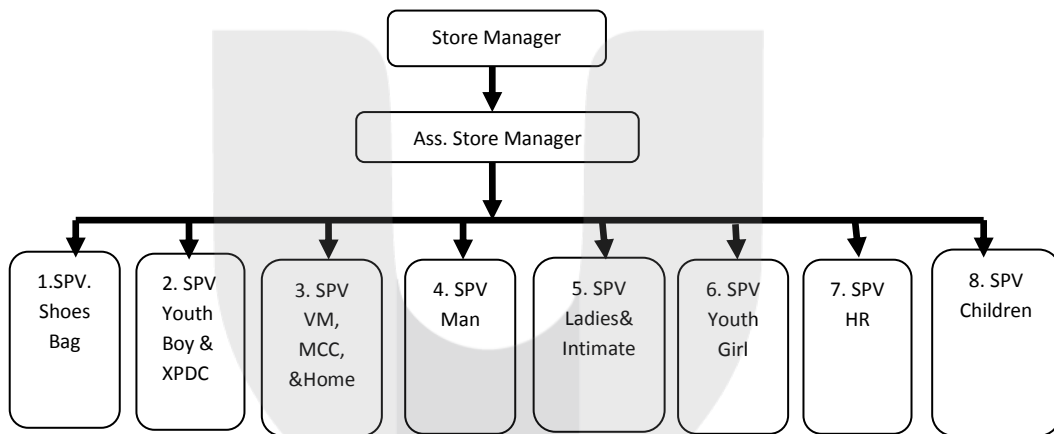 Store Manager
Ass. Store Manager
1.SPV.
Shoes
Bag
2. SPV
Youth
Boy &
XPDC
3. SPV
VM,
MCC,
&Home
4. SPV
Man
5. SPV
Ladies&
Intimate
6. SPV
Youth
Girl
7. SPV
HR
8. SPV
Children